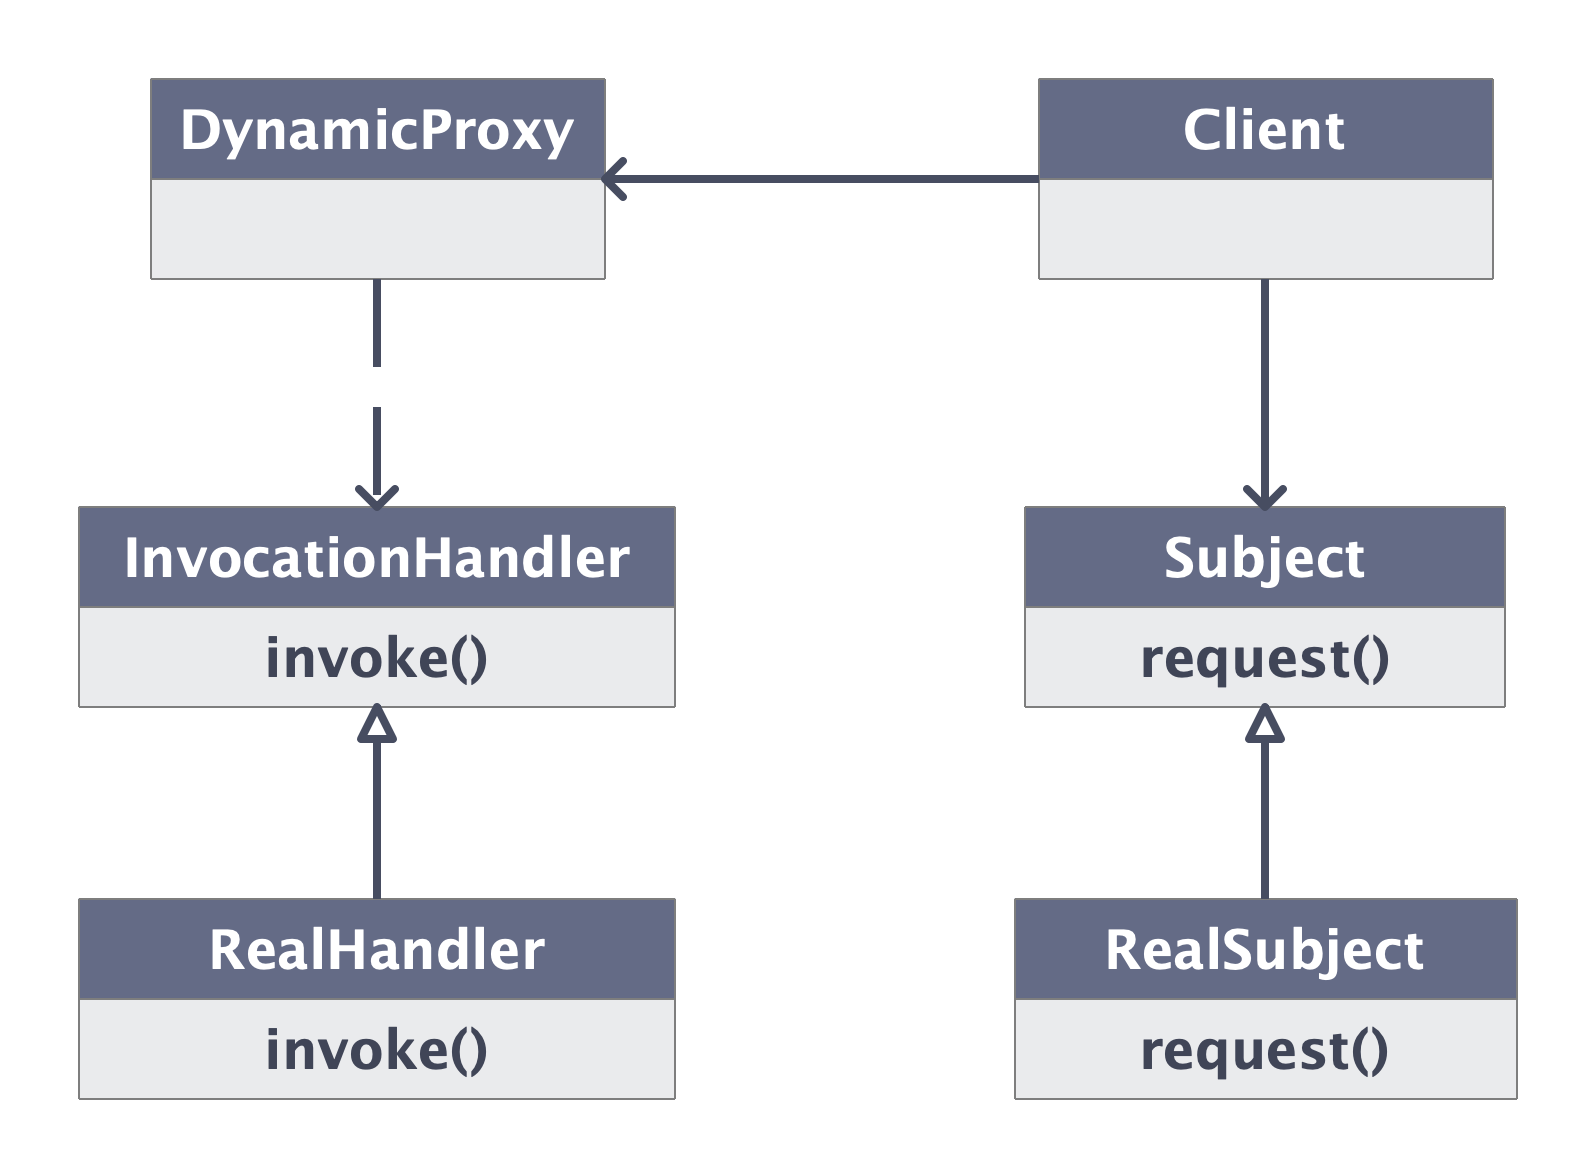 DynamicProxy
Client
InvocationHandler
invoke()
Subject
request()
RealHandler
invoke()
RealSubject
request()